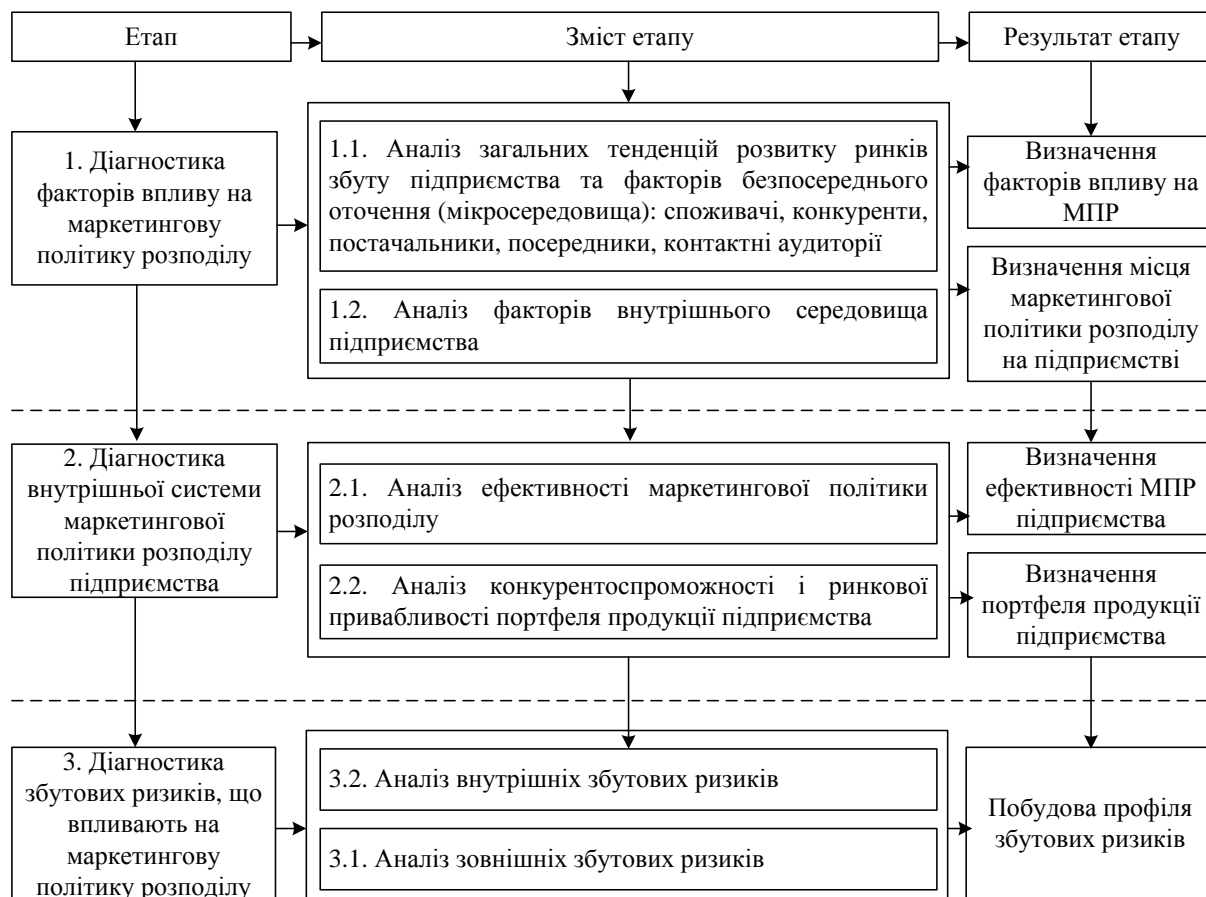 Етап
Зміст етапу
Результат етапу
1. Діагностика
факторів впливу на
маркетингову
політику розподілу
1.1. Аналіз загальних тенденцій розвитку ринків
збуту підприємства та факторів безпосереднього
оточення (мікросередовища): споживачі, конкуренти,
постачальники, посередники, контактні аудиторії
1.2. Аналіз факторів внутрішнього середовища
підприємства
Визначення
факторів впливу на
МПР
Визначення місця
маркетингової
політики розподілу
на підприємстві
2. Діагностика
внутрішньої системи
маркетингової
політики розподілу
підприємства
2.1. Аналіз ефективності маркетингової політики
розподілу
2.2. Аналіз конкурентоспроможності і ринкової
привабливості портфеля продукції підприємства
Визначення
ефективності МПР
підприємства
Визначення
портфеля продукції
підприємства
3. Діагностика
збутових ризиків, що
впливають на
маркетингову
політику розподілу
3.2. Аналіз внутрішніх збутових ризиків
3.1. Аналіз зовнішніх збутових ризиків
Побудова профіля
збутових ризиків